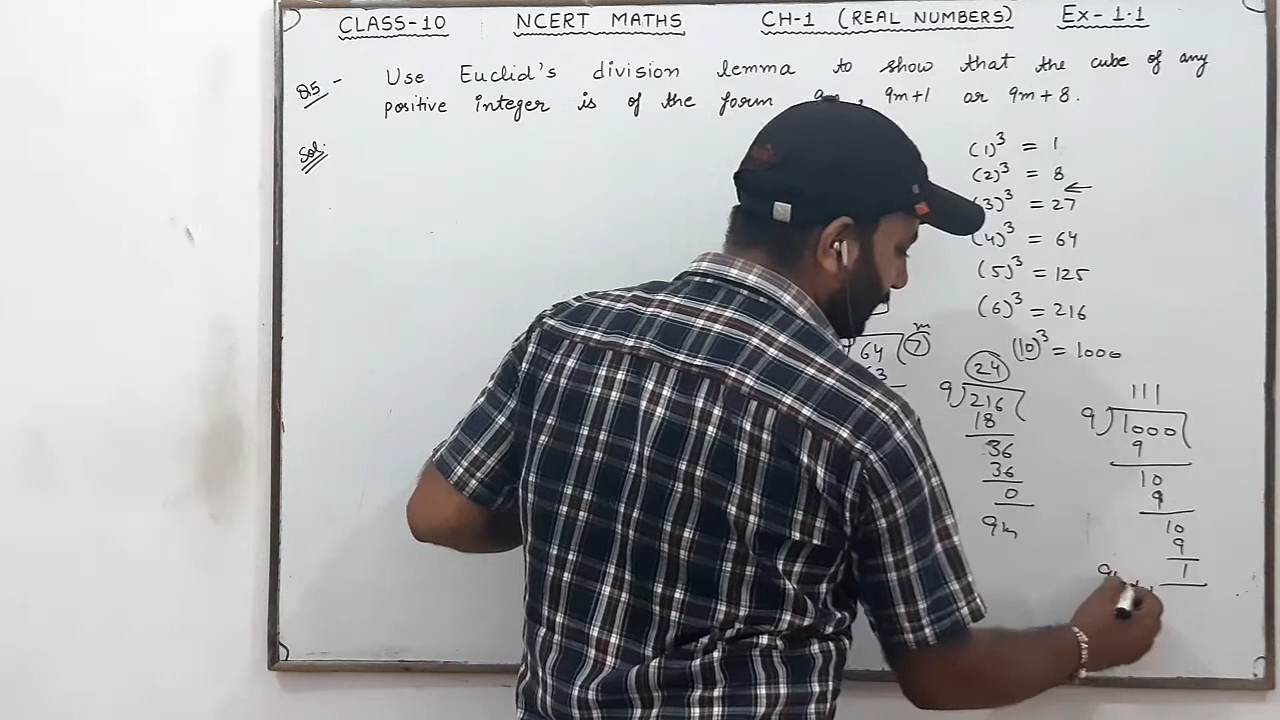 CLASS-10 NCERT MATHS CH-1 (REAL NUMBERS) Ex-1.1
Q.5 - Use Euclid's division lemma to show that the cube of any
positive integer is of the form , 9m+1 or 9m+8.
Sol.
(1)³ = 1
(2)³ = 8
(3)³ = 27 ←
(4)³ = 64
(5)³ = 125
(6)³ = 216
(10)³ = 1000
64 (7) m
63
24
9)216(
18
36
36
0
9m
111
9)1000(
9
10
9
10
9
1